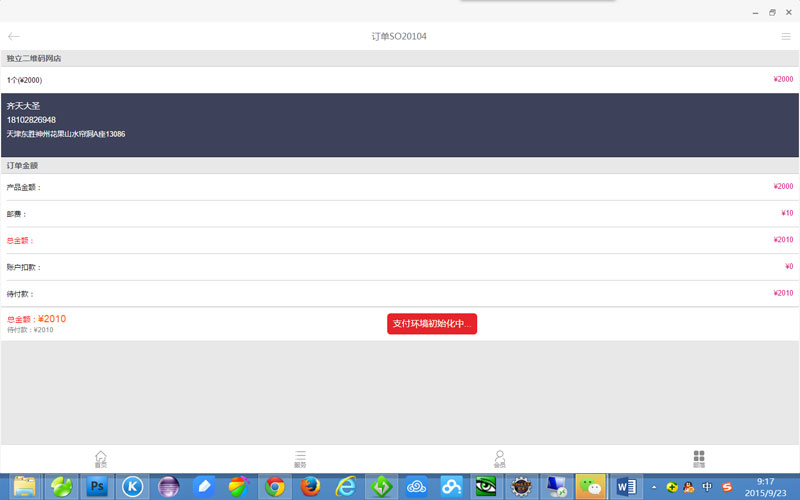 订单SO20104
独立二维码网店
1个(¥2000) ¥2000
齐天大圣
18102826948
天津东胜神州花果山水帘洞A座13086
订单金额
产品金额： ¥2000
邮费： ¥10
总金额： ¥2010
账户扣款： ¥0
待付款： ¥2010
总金额：¥2010
待付款：¥2010
支付环境初始化中...
首页 服务 会员 部落
Ps K W 中 S
9:17
2015/9/23